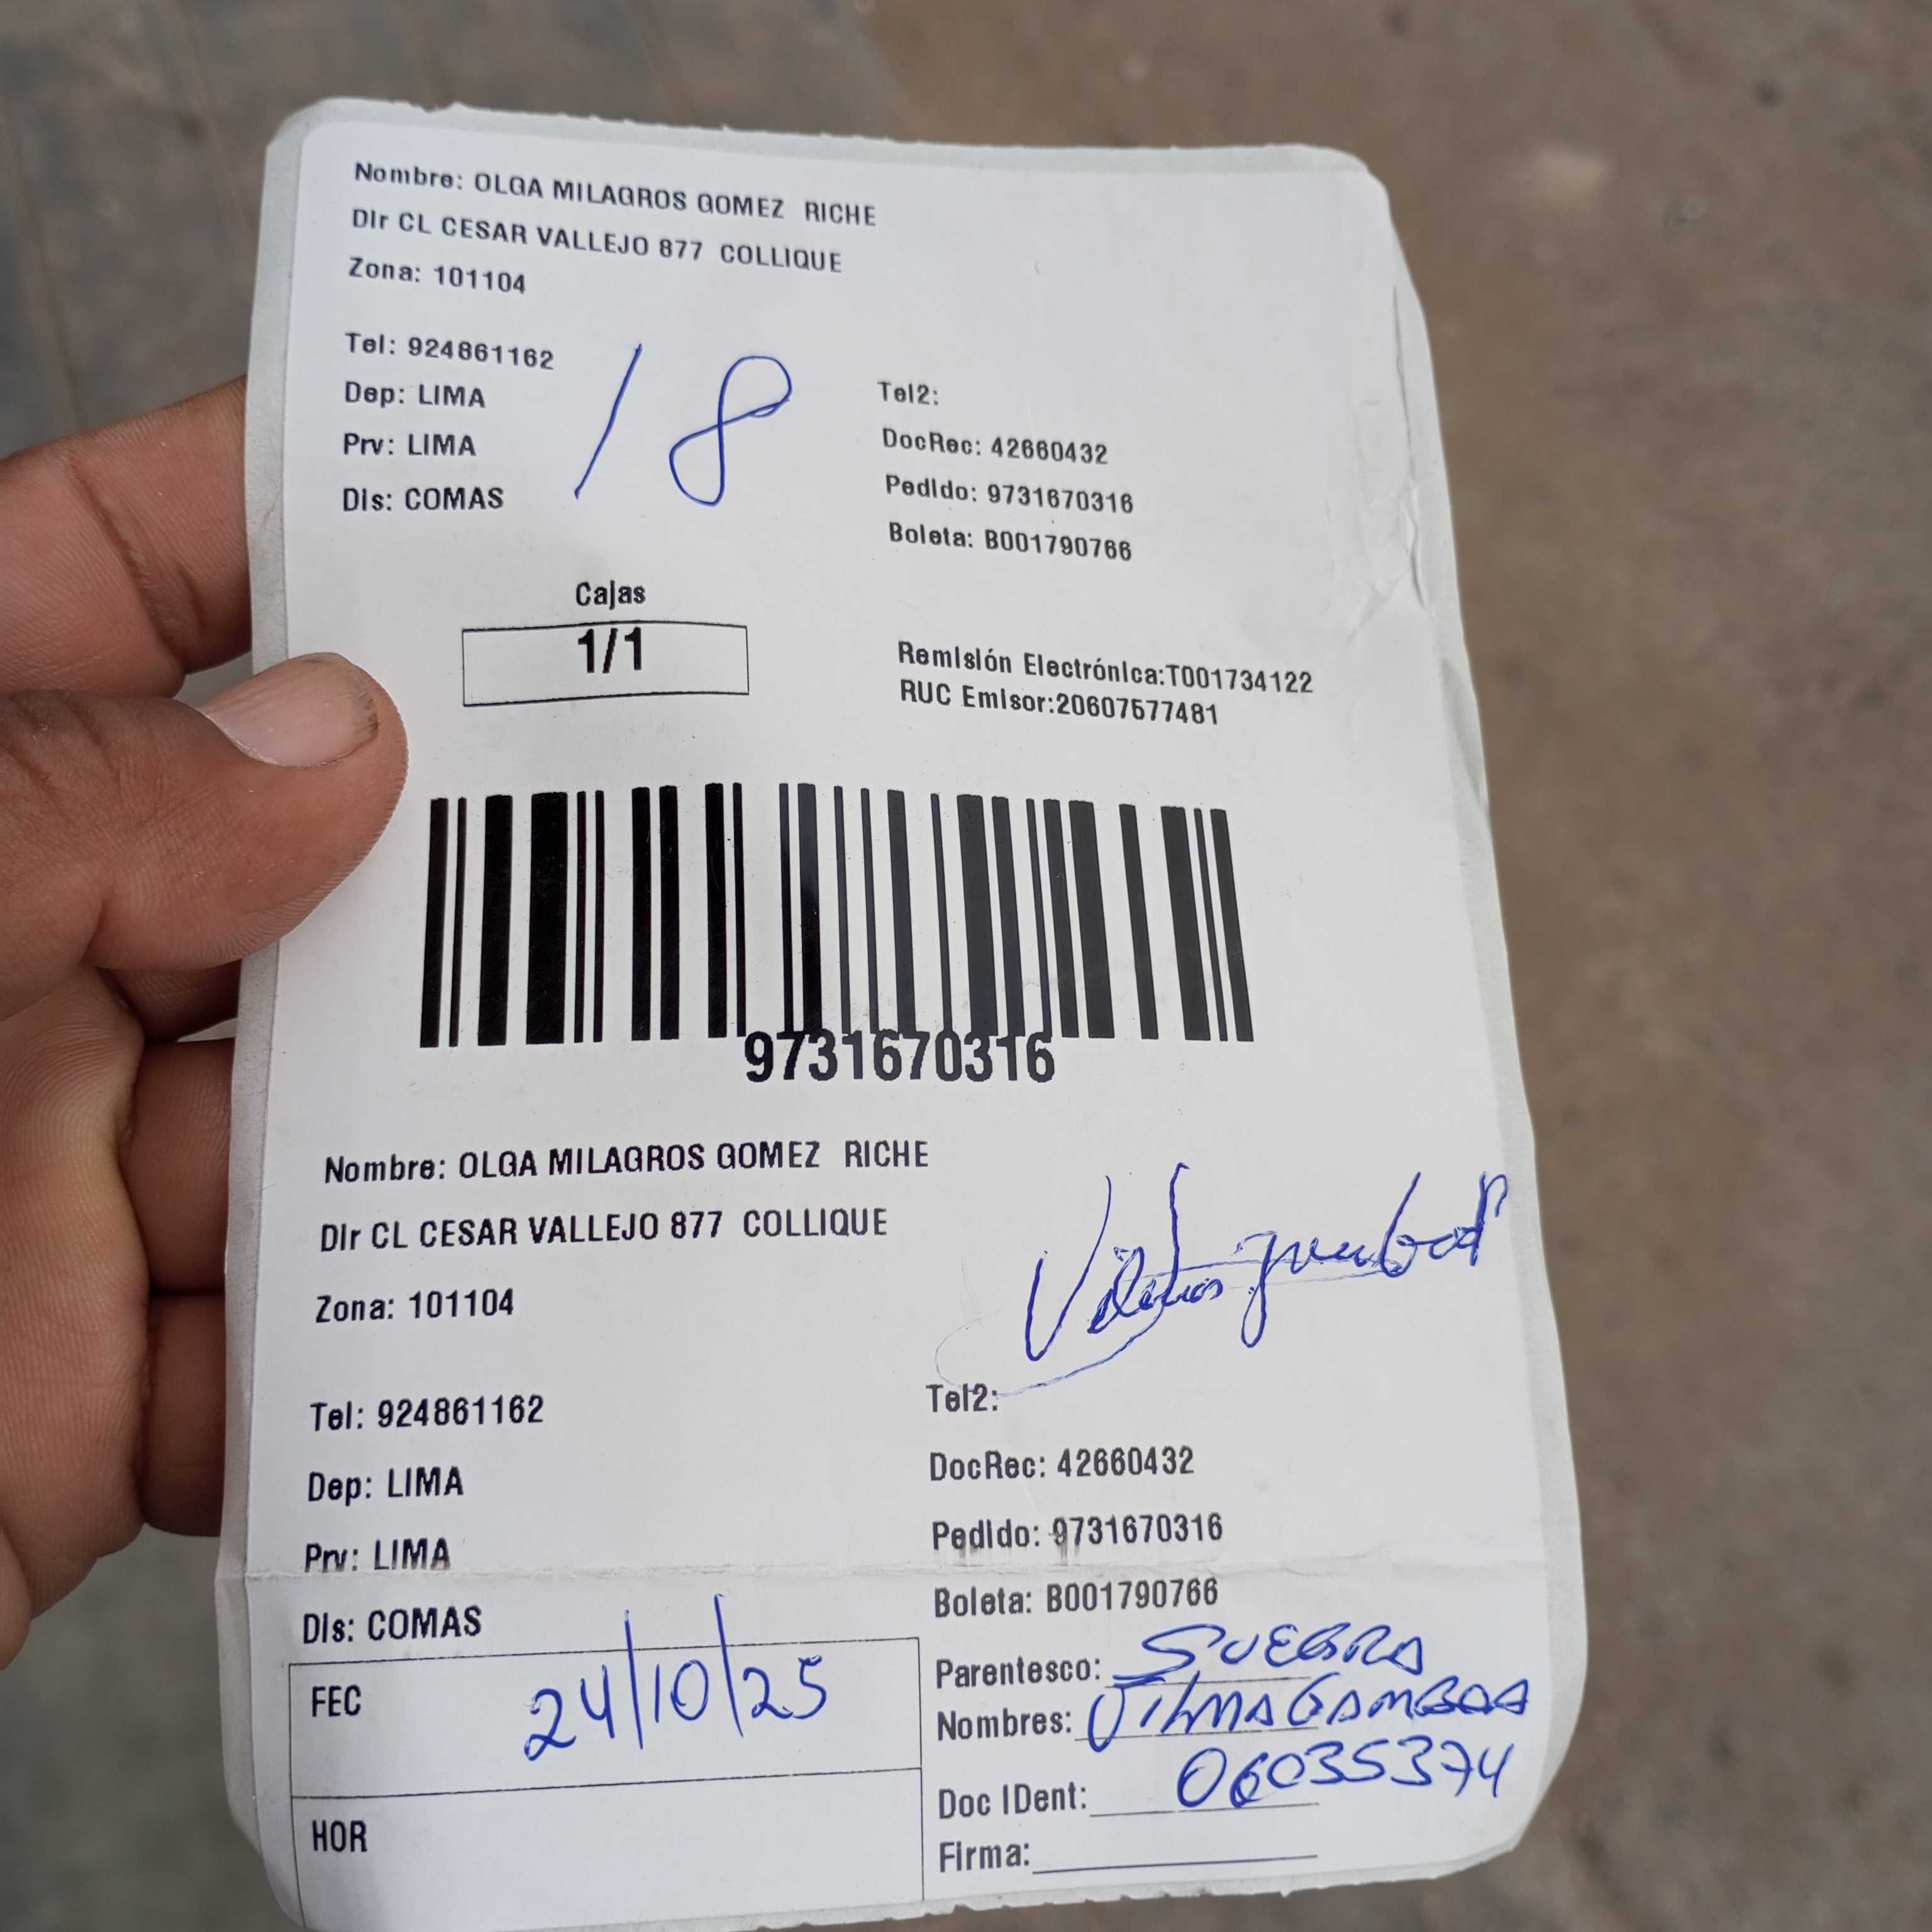 Nombre: OLGA MILAGROS GOMEZ RICHE
Dir CL CESAR VALLEJO 877 COLLIQUE
Zona: 101104
Tel: 924861162
Dep: LIMA
Prv: LIMA
Dis: COMAS
18
Tel2:
DocRec: 42660432
Pedido: 9731670316
Boleta: B001790766
Cajas
1/1
Remisión Electrónica:T001734122
RUC Emisor:20607577481
9731670316
Nombre: OLGA MILAGROS GOMEZ RICHE
Dir CL CESAR VALLEJO 877 COLLIQUE
Zona: 101104
Tel: 924861162
Dep: LIMA
Prv: LIMA
Dis: COMAS
Tel2:
DocRec: 42660432
Pedido: 9731670316
Boleta: B001790766
FEC 24/10/25
HOR
Parentesco: SUEGRA
Nombres: VILMA GAMBOA
Doc IDent: 06035374
Firma: